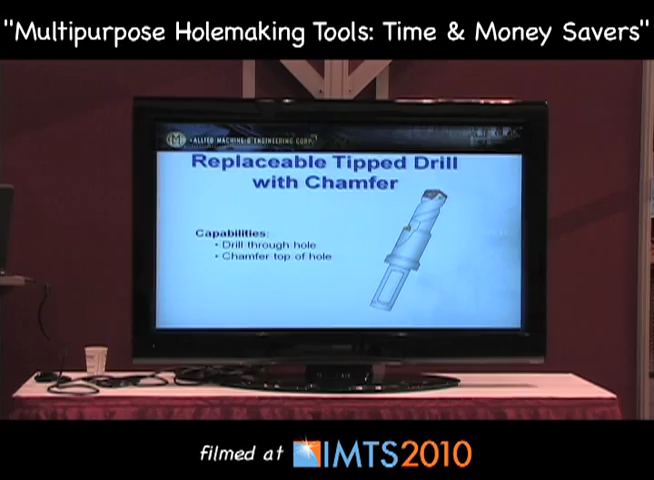 "Multipurpose Holemaking Tools: Time & Money Savers"
ALLIED MACHINE & ENGINEERING CORP.
Replaceable Tipped Drill
with Chamfer
Capabilities:
• Drill through hole
• Chamfer top of hole
filmed at IMTS2010